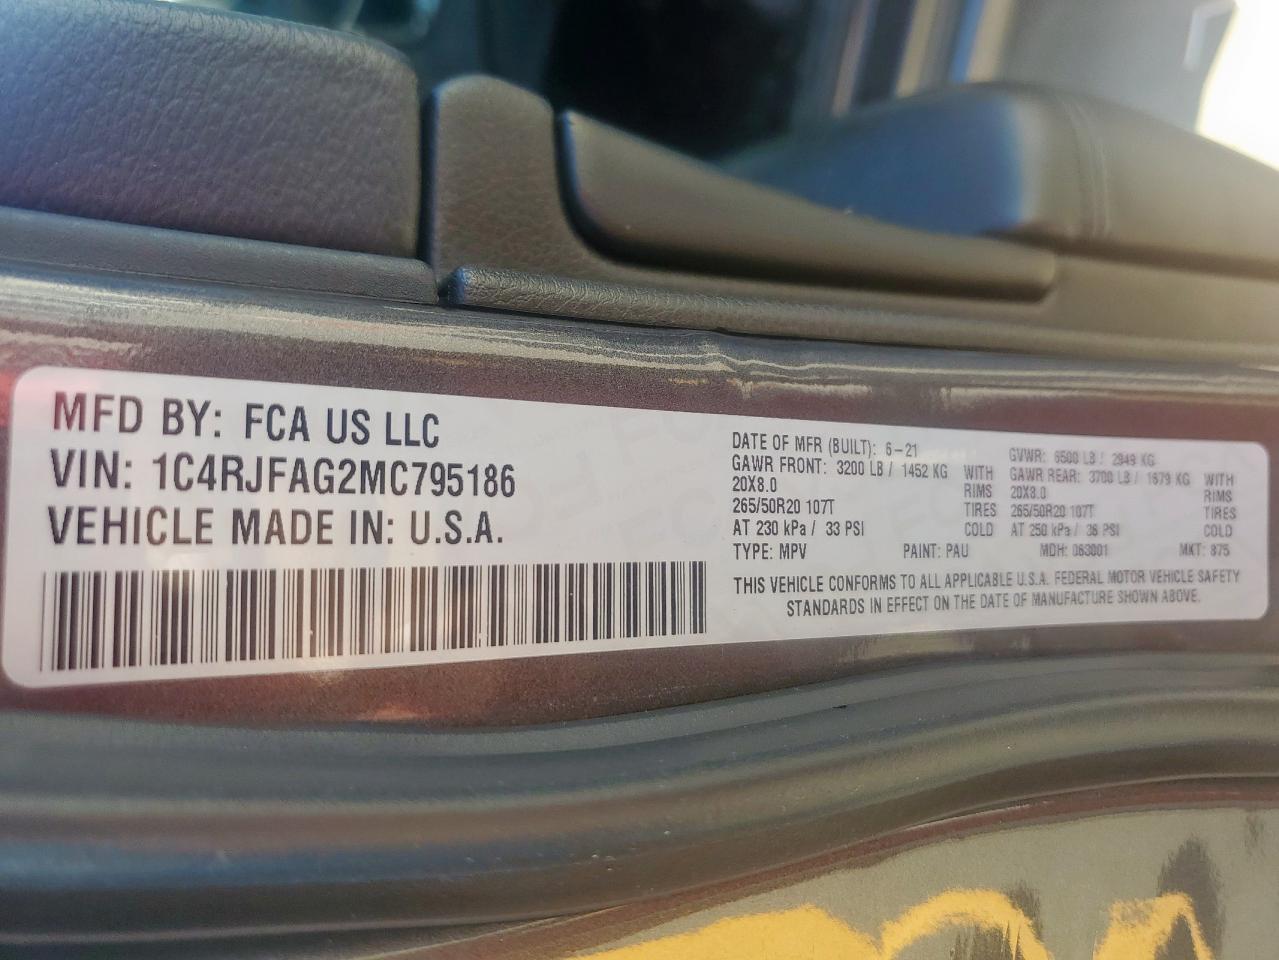 MFD BY: FCA US LLC
VIN: 1C4RJFAG2MC795186
VEHICLE MADE IN: U.S.A.
DATE OF MFR (BUILT): 6-21
GVWR: 6500 LB / 2949 KG
GAWR FRONT: 3200 LB / 1452 KG WITH
GAWR REAR: 3700 LB / 1679 KG WITH
20X8.0 RIMS
20X8.0 RIMS
265/50R20 107T TIRES
265/50R20 107T TIRES
AT 230 kPa / 33 PSI COLD
AT 250 kPa / 36 PSI COLD
TYPE: MPV PAINT: PAU MDH: 063001 MKT: 875
THIS VEHICLE CONFORMS TO ALL APPLICABLE U.S.A. FEDERAL MOTOR VEHICLE SAFETY
STANDARDS IN EFFECT ON THE DATE OF MANUFACTURE SHOWN ABOVE.